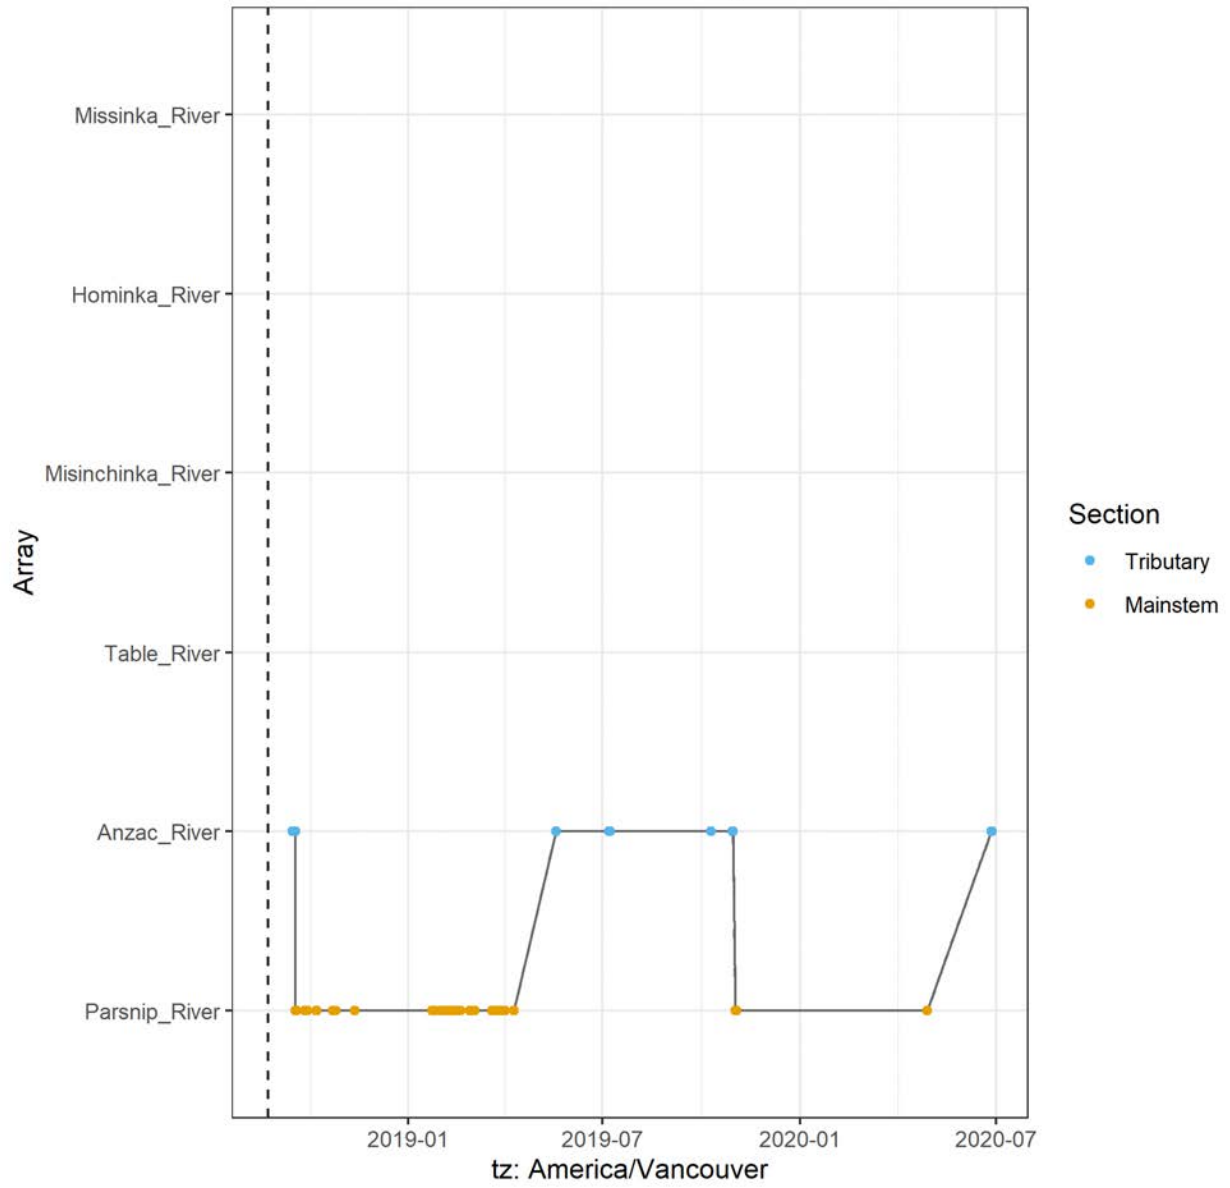 Missinka_River
Hominka_River
Misinchinka_River
Table_River
Anzac_River
Parsnip_River
Array
2019-01
2019-07
2020-01
2020-07
tz: America/Vancouver
Section
Tributary
Mainstem